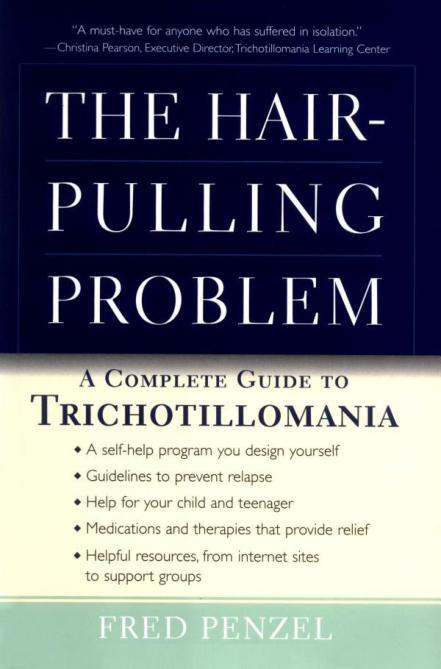 "A must-have for anyone who has suffered in isolation."
—Christina Pearson, Executive Director, Trichotillomania Learning Center
THE HAIR-
PULLING
PROBLEM
A COMPLETE GUIDE TO
TRICHOTILLOMANIA
◆ A self-help program you design yourself
◆ Guidelines to prevent relapse
◆ Help for your child and teenager
◆ Medications and therapies that provide relief
◆ Helpful resources, from internet sites
to support groups
FRED PENZEL